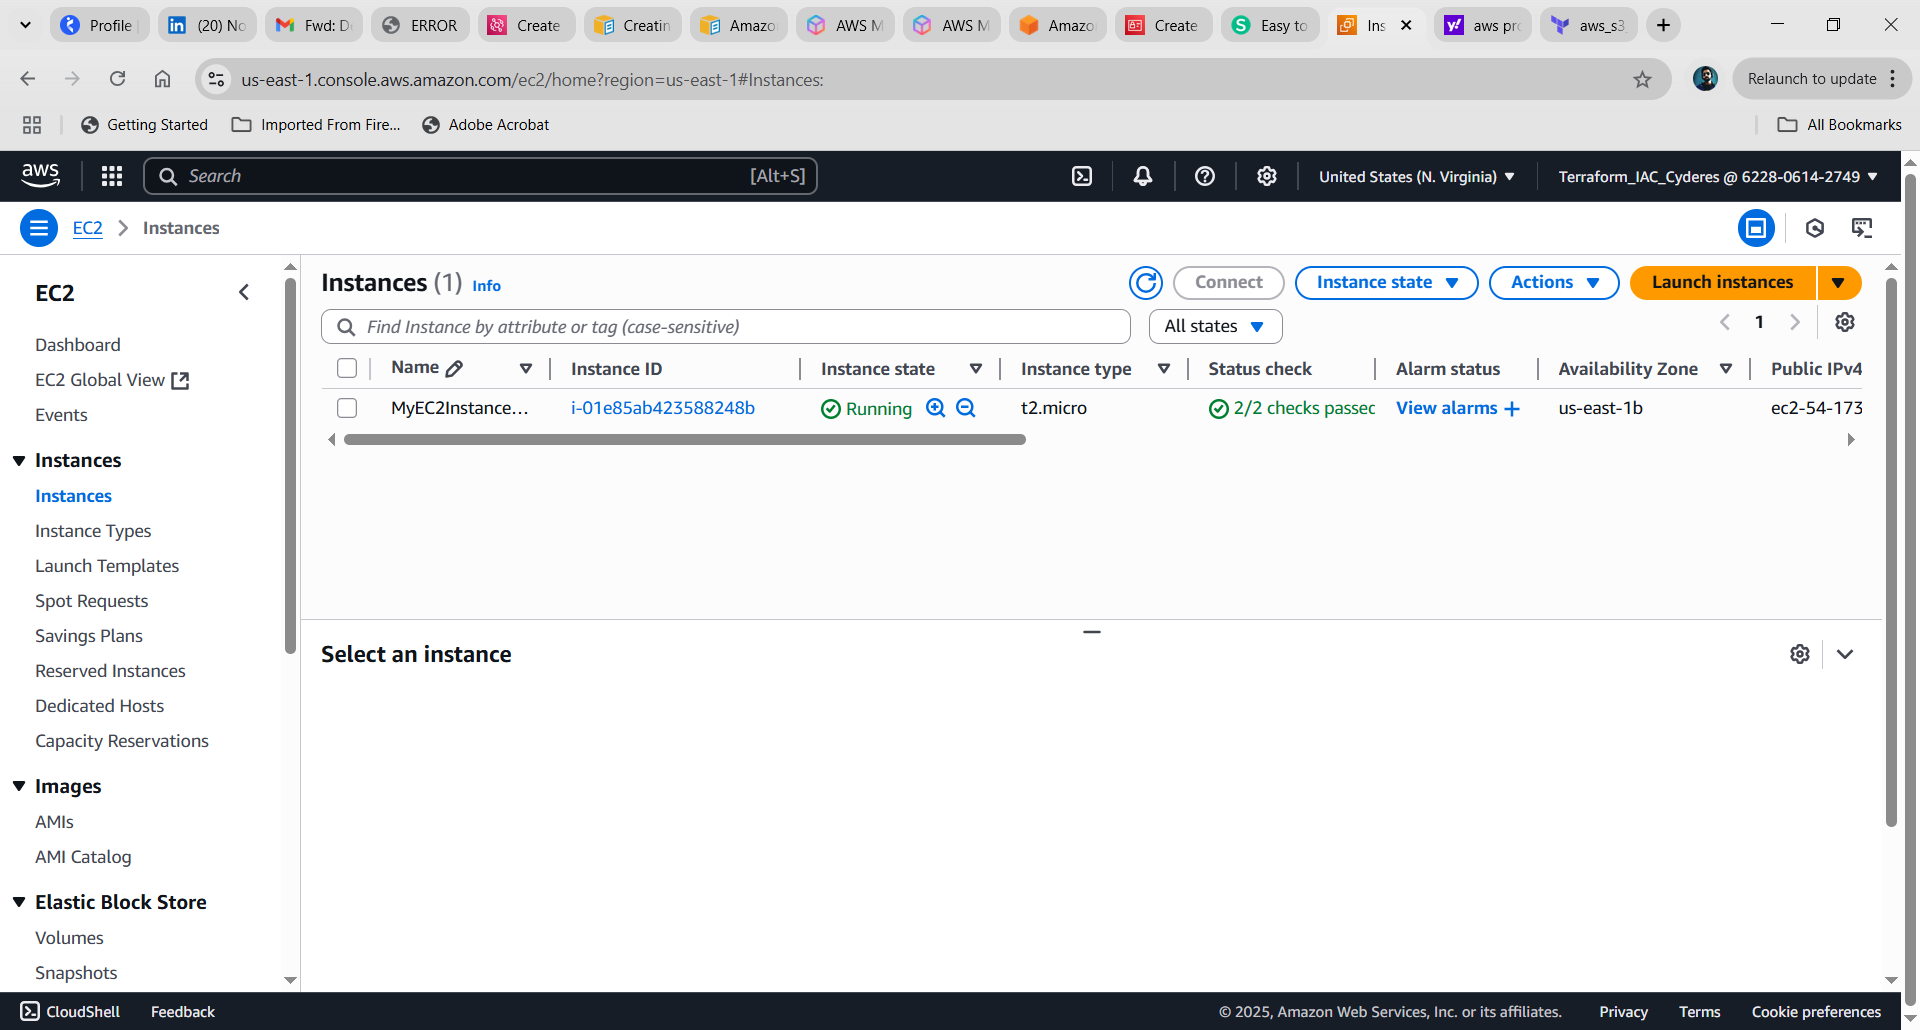 Profile
(20) No
Fwd: D
ERROR
Create
Creatin
Amazo
AWS M
AWS M
Amazo
Create
Easy to
Ins
aws pro
aws_s3_
us-east-1.console.aws.amazon.com/ec2/home?region=us-east-1#Instances:
Relaunch to update
Getting Started
Imported From Fire...
Adobe Acrobat
All Bookmarks
aws
Search
[Alt+S]
United States (N. Virginia)
Terraform_IAC_Cyderes @ 6228-0614-2749
EC2
Instances
EC2
Dashboard
EC2 Global View
Events
Instances
Instances
Instance Types
Launch Templates
Spot Requests
Savings Plans
Reserved Instances
Dedicated Hosts
Capacity Reservations
Images
AMIs
AMI Catalog
Elastic Block Store
Volumes
Snapshots
Instances (1) Info
Connect
Instance state
Actions
Launch instances
Find Instance by attribute or tag (case-sensitive)
All states
1
Name
Instance ID
Instance state
Instance type
Status check
Alarm status
Availability Zone
Public IPv4
MyEC2Instance...
i-01e85ab423588248b
Running
t2.micro
2/2 checks passec
View alarms +
us-east-1b
ec2-54-173
Select an instance
CloudShell
Feedback
© 2025, Amazon Web Services, Inc. or its affiliates.
Privacy
Terms
Cookie preferences